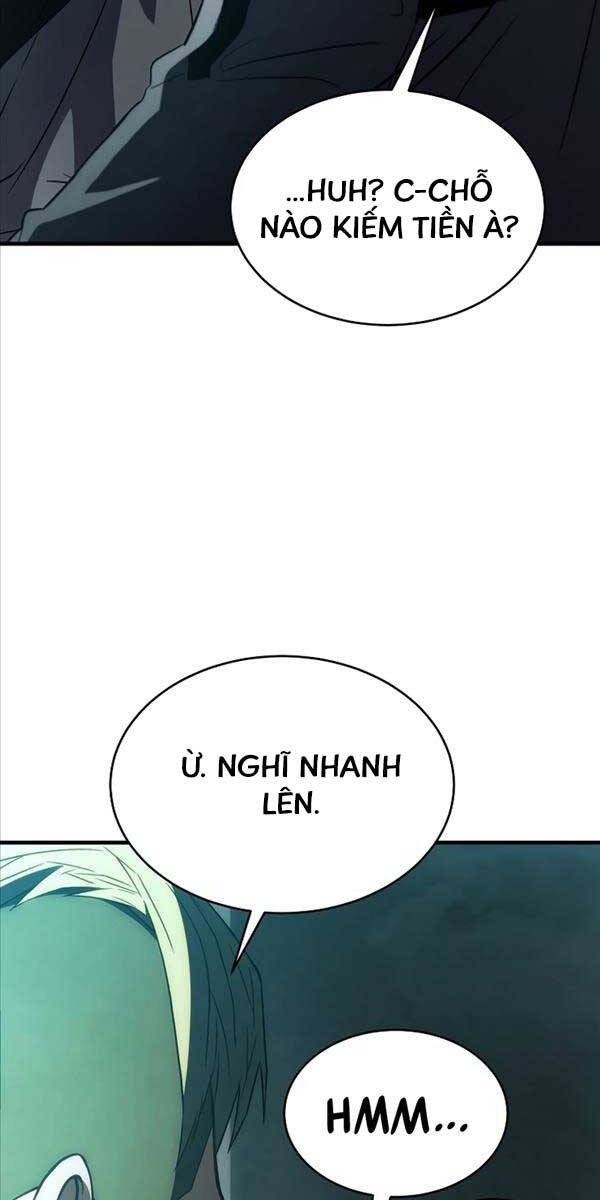 ...HUH? C-CHỖ
NÀO KIẾM TIỀN À?
Ừ. NGHĨ NHANH
LÊN.
HMM...